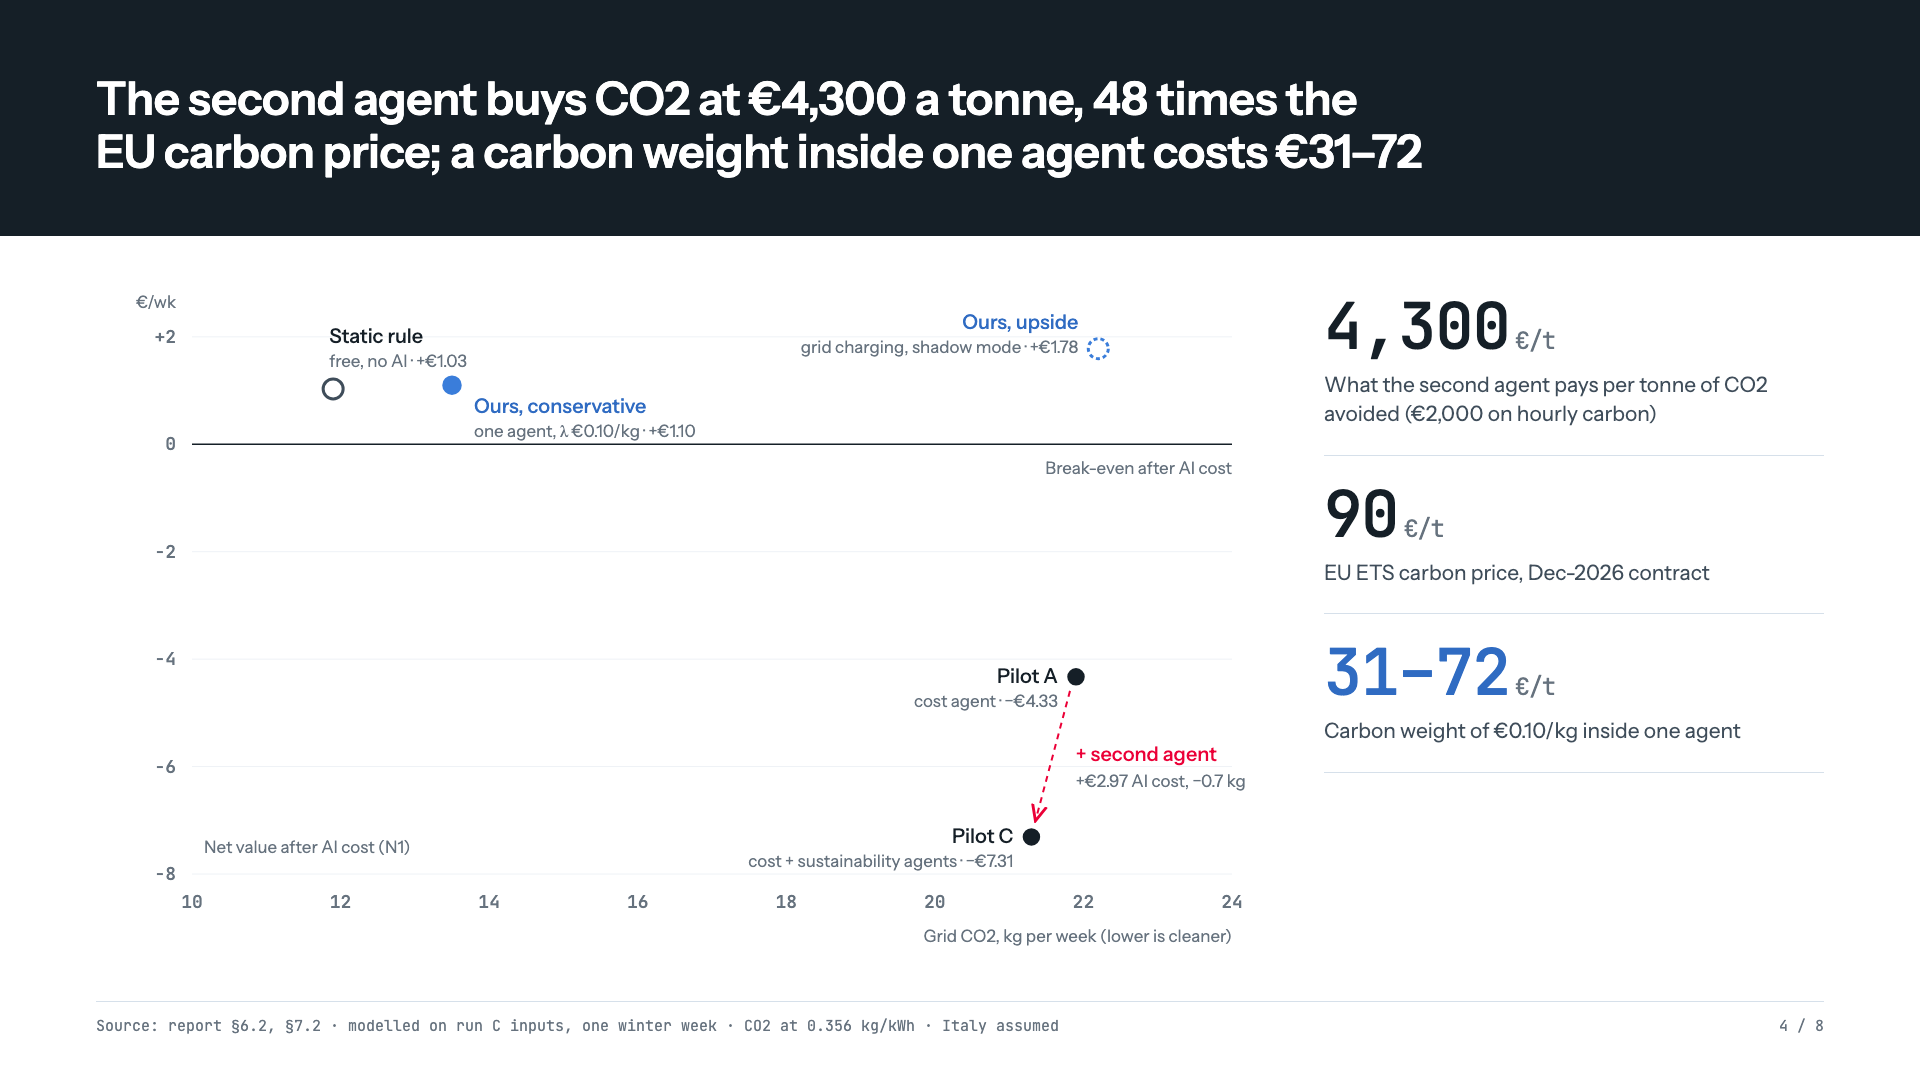 The second agent buys CO2 at €4,300 a tonne, 48 times the
EU carbon price; a carbon weight inside one agent costs €31–72
€/wk
+2
0
-2
-4
-6
-8
Static rule
free, no AI · +€1.03
Ours, conservative
one agent, λ €0.10/kg · +€1.10
Ours, upside
grid charging, shadow mode · +€1.78
Break-even after AI cost
Pilot A
cost agent · −€4.33
+ second agent
+€2.97 AI cost, −0.7 kg
Pilot C
cost + sustainability agents · −€7.31
Net value after AI cost (N1)
10
12
14
16
18
20
22
24
Grid CO2, kg per week (lower is cleaner)
4,300 €/t
What the second agent pays per tonne of CO2
avoided (€2,000 on hourly carbon)
90 €/t
EU ETS carbon price, Dec-2026 contract
31–72 €/t
Carbon weight of €0.10/kg inside one agent
Source: report §6.2, §7.2 · modelled on run C inputs, one winter week · CO2 at 0.356 kg/kWh · Italy assumed
4 / 8